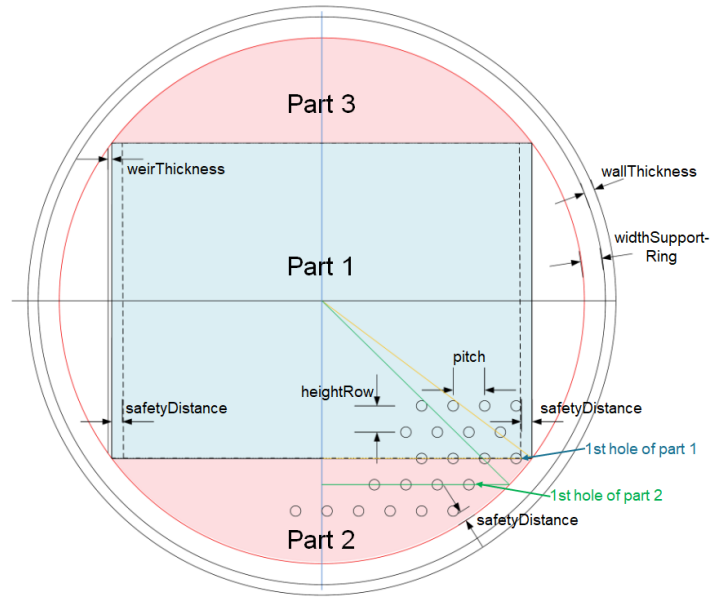 Part 3
weirThickness
wallThickness
widthSupport-
Ring
Part 1
pitch
heightRow
safetyDistance
safetyDistance
1st hole of part 1
1st hole of part 2
safetyDistance
Part 2